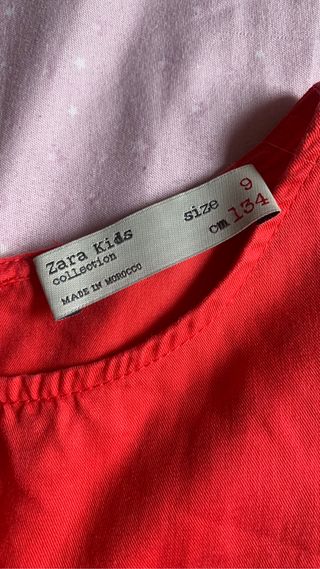 Zara Kids
collection
MADE IN MOROCCO
size 9
cm 134